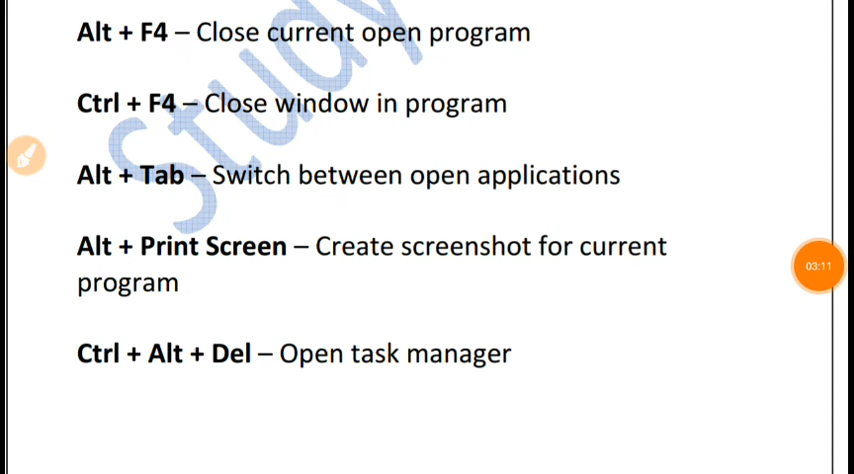 Alt + F4 – Close current open program
Ctrl + F4 – Close window in program
Alt + Tab – Switch between open applications
Alt + Print Screen – Create screenshot for current
program
Ctrl + Alt + Del – Open task manager
Study
03:11